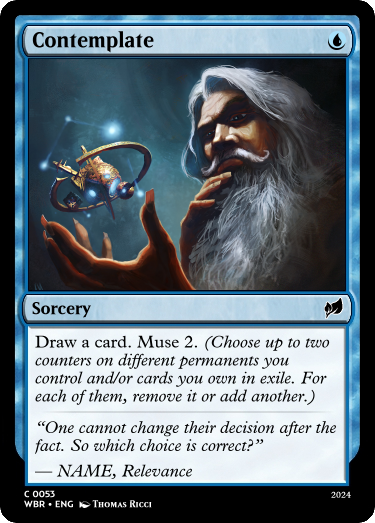 Contemplate
Sorcery
Draw a card. Muse 2. (Choose up to two
counters on different permanents you
control and/or cards you own in exile. For
each of them, remove it or add another.)
“One cannot change their decision after the
fact. So which choice is correct?”
— NAME, Relevance
C 0053
2024
WBR • ENG Thomas Ricci